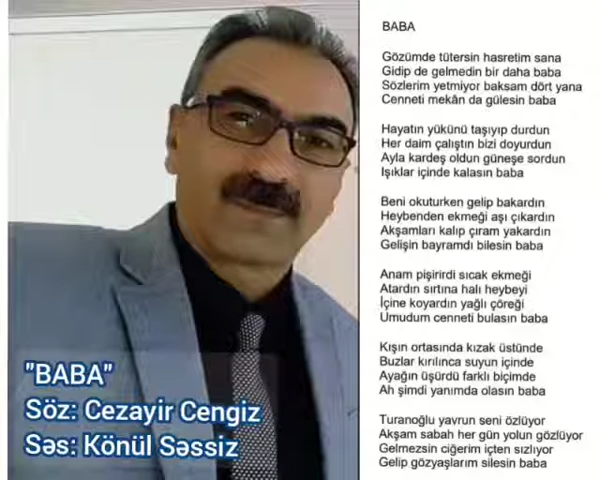 BABA
Gözümde tütersin hasretim sana
Gidip de gelmedin bir daha baba
Sözlerim yetmiyor baksam dört yana
Cenneti mekân da gülesin baba
Hayatın yükünü taşıyıp durdun
Her daim çalıştın bizi doyurdun
Ayla kardeş oldun güneşe sordun
Işıklar içinde kalasın baba
Beni okuturken gelip bakardın
Heybenden ekmeği aşı çıkardın
Akşamları kalıp çıram yakardın
Gelişin bayramdı bilesin baba
Anam pişirirdi sıcak ekmeği
Atardın sırtına halı heybeyi
İçine koyardın yağlı çöreği
Umudum cenneti bulasın baba
Kışın ortasında kızak üstünde
Buzlar kırılınca suyun içinde
Ayağın üşürdü farklı biçimde
Ah şimdi yanımda olasın baba
Turanoğlu yavrun seni özlüyor
Akşam sabah her gün yolun gözlüyor
Gelmezsin ciğerim içten sızlıyor
Gelip gözyaşlarım silesin baba
"BABA"
Söz: Cezayir Cengiz
Səs: Könül Səssiz